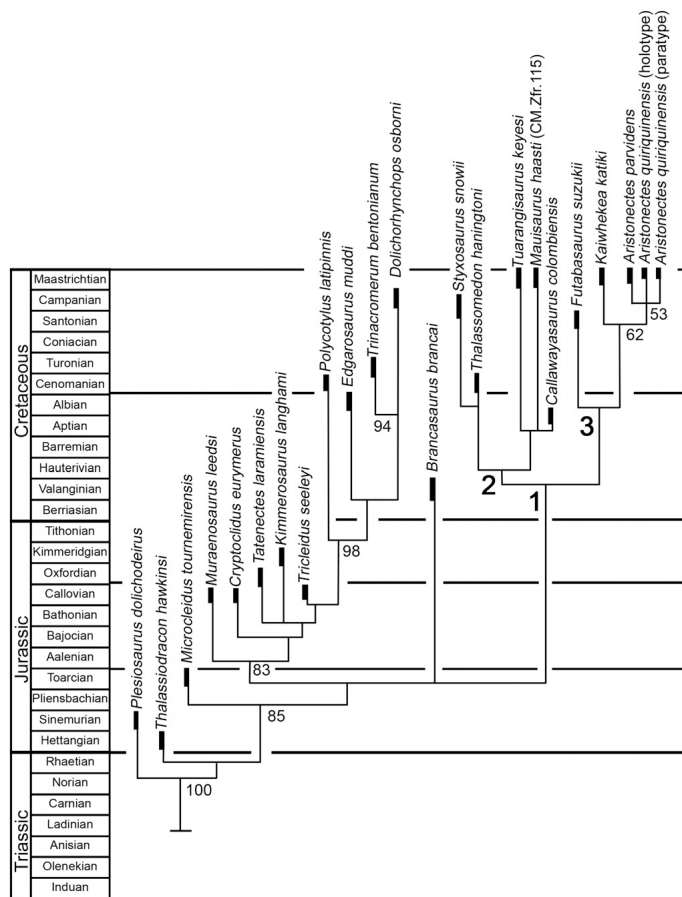 Plesiosaurus dolichodeirus
Thalassiodracon hawkinsi
Microcleidus tournemirensis
Muraenosaurus leedsi
Cryptoclidus eurymerus
Tatenectes laramiensis
Kimmerosaurus langhami
Tricleidus seeleyi
Polycotylus latipinnis
Edgarosaurus muddi
Trinacromerum bentonianum
Dolichorhynchops osborni
Brancasaurus brancai
Styxosaurus snowii
Thalassomedon haningtoni
Tuarangisaurus keyesi
Mauisaurus haasti (CM.Zfr.115)
Callawayasaurus colombiensis
Futabasaurus suzukii
Kaiwhekea katiki
Aristonectes parvidens
Aristonectes quiriquinensis (holotype)
Aristonectes quiriquinensis (paratype)
Cretaceous
Maastrichtian
Campanian
Santonian
Coniacian
Turonian
Cenomanian
Albian
Aptian
Barremian
Hauterivian
Valanginian
Berriasian
Jurassic
Tithonian
Kimmeridgian
Oxfordian
Callovian
Bathonian
Bajocian
Aalenian
Toarcian
Pliensbachian
Sinemurian
Hettangian
Triassic
Rhaetian
Norian
Carnian
Ladinian
Anisian
Olenekian
Induan
53
62
94
3
2
1
98
83
85
100